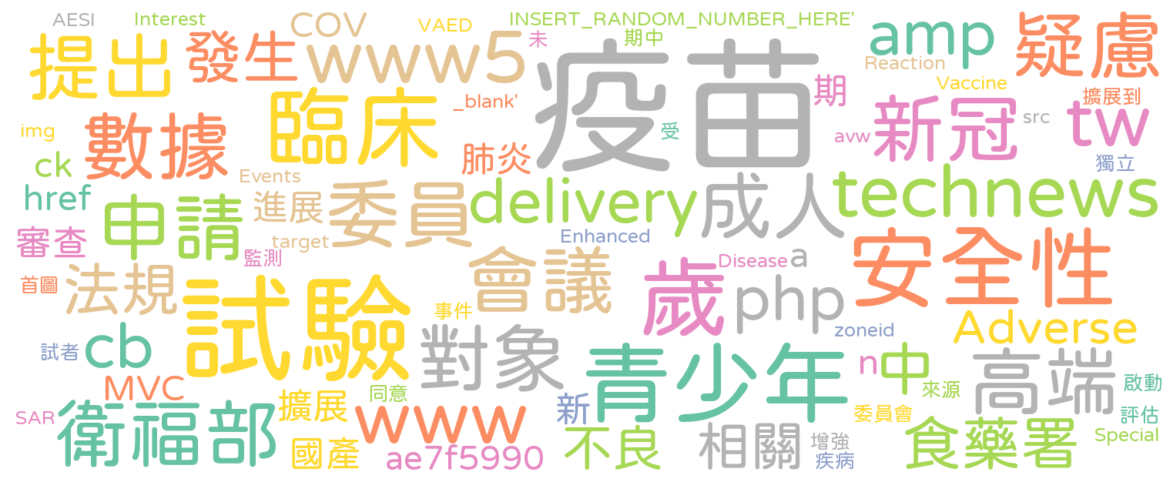 AESI Interest COV VAED INSERT_RANDOM_NUMBER_HERE'
提出 發生 www5 未 期中 amp 疑慮
Reaction
疫苗
_blank' 期 Vaccine 擴展到
臨床 新冠 src tw
img 數據 受 avw
ck 肺炎 獨立
Events
href 申請 進展 委員 delivery 成人 technews
審查 target Enhanced
監測 會議 Disease a 安全性
首圖 法規 試驗 歲 php
事件 zoneid Adverse
試者 cb 對象 青少年 n 中 高端
MVC 擴展 同意 來源 啟動
SAR 衛福部 www 新 委員會 評估
國產 ae7f5990 不良 相關 增強 食藥署 Special
疾病